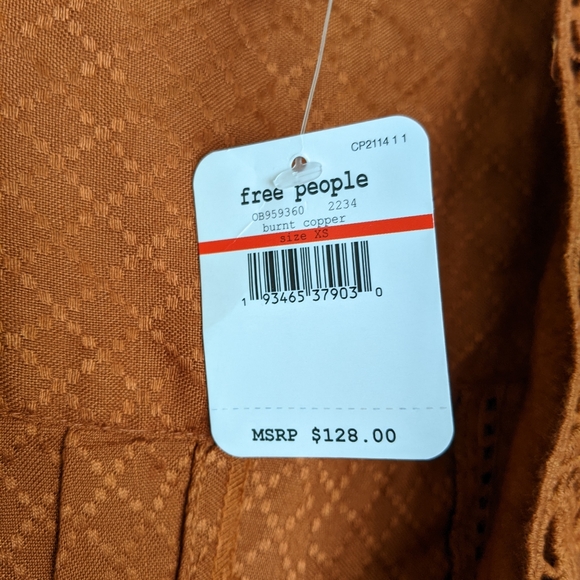 CP2114 1 1
free people
OB959360 2234
burnt copper
size XS
1 93465 37903 0
MSRP $128.00